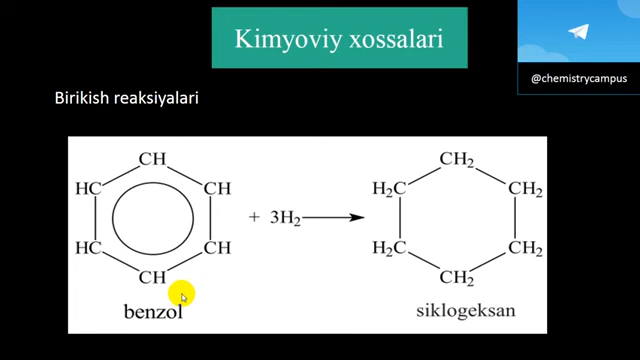 Kimyoviy xossalari
@chemistrycampus
Birikish reaksiyalari
CH
HC
CH
HC
CH
CH
benzol
+ 3H₂
CH₂
H₂C
CH₂
H₂C
CH₂
CH₂
siklogeksan